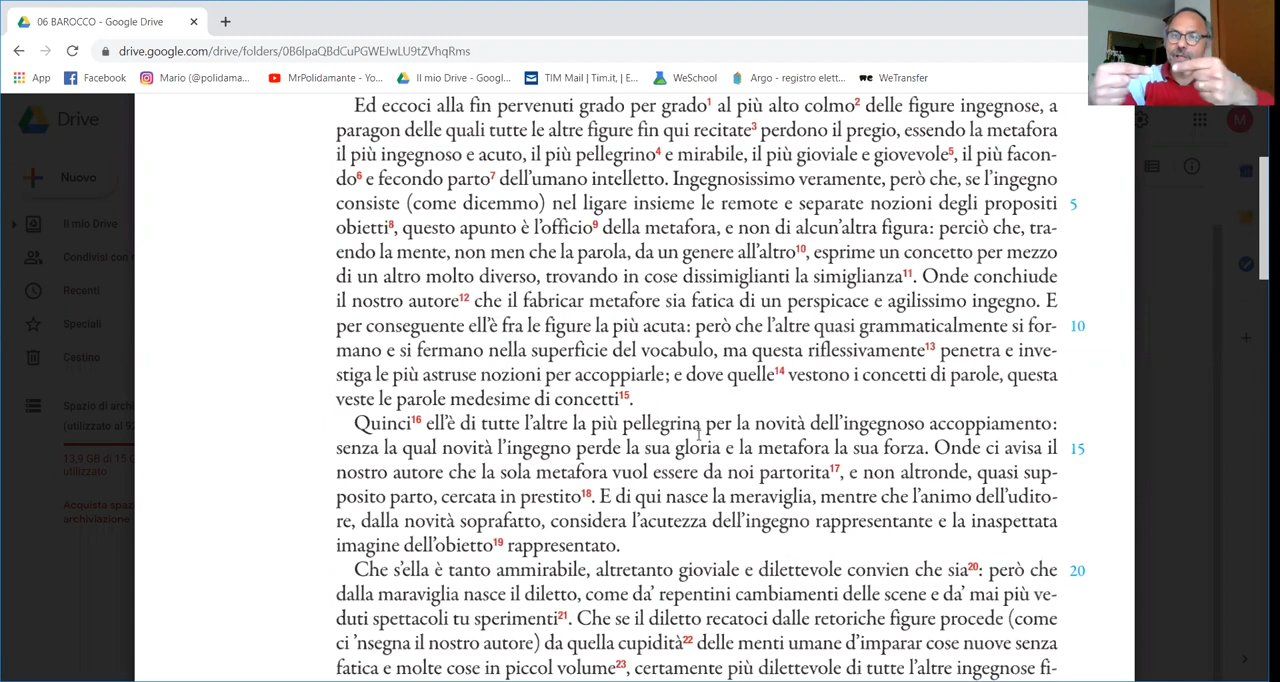 06 BAROCCO - Google Drive
drive.google.com/drive/folders/0B6lpaQBdCuPGWEJwLU9tZVhqRms
App Facebook Mario (@polidama... MrPolidamante - Yo... Il mio Drive - Googl... TIM Mail | Tim.it, | E... WeSchool Argo - registro elett... WeTransfer
Drive
Nuovo
Il mio Drive
Condivisi con
Recenti
Speciali
Cestino
Spazio di
(utilizzato al
13,9 GB di 15
utilizzato
Acquista
archiviazione
M
Ed eccoci alla fin pervenuti grado per grado1 al più alto colmo2 delle figure ingegnose, a
paragon delle quali tutte le altre figure fin qui recitate3 perdono il pregio, essendo la metafora
il più ingegnoso e acuto, il più pellegrino4 e mirabile, il più gioviale e giovevole5, il più facon-
do6 e fecondo parto7 dell'umano intelletto. Ingegnosissimo veramente, però che, se l'ingegno
consiste (come dicemmo) nel ligare insieme le remote e separate nozioni degli propositi 5
obietti8, questo apunto è l'officio9 della metafora, e non di alcun'altra figura: perciò che, tra-
endo la mente, non men che la parola, da un genere all'altro10, esprime un concetto per mezzo
di un altro molto diverso, trovando in cose dissimiglianti la simiglianza11. Onde conchiude
il nostro autore12 che il fabricar metafore sia fatica di un perspicace e agilissimo ingegno. E
per conseguente ell'è fra le figure la più acuta: però che l'altre quasi grammaticalmente si for- 10
mano e si fermano nella superficie del vocabulo, ma questa riflessivamente13 penetra e inve-
stiga le più astruse nozioni per accoppiarle; e dove quelle14 vestono i concetti di parole, questa
veste le parole medesime di concetti15.
Quinci16 ell'è di tutte l'altre la più pellegrina per la novità dell'ingegnoso accoppiamento:
senza la qual novità l'ingegno perde la sua gloria e la metafora la sua forza. Onde ci avisa il 15
nostro autore che la sola metafora vuol essere da noi partorita17, e non altronde, quasi sup-
posito parto, cercata in prestito18. E di qui nasce la meraviglia, mentre che l'animo dell'udito-
re, dalla novità soprafatto, considera l'acutezza dell'ingegno rappresentante e la inaspettata
imagine dell'obietto19 rappresentato.
Che s'ella è tanto ammirabile, altretanto gioviale e dilettevole convien che sia20: però che 20
dalla maraviglia nasce il diletto, come da' repentini cambiamenti delle scene e da' mai più ve-
duti spettacoli tu sperimenti21. Che se il diletto recatoci dalle retoriche figure procede (come
ci 'nsegna il nostro autore) da quella cupidità22 delle menti umane d'imparar cose nuove senza
fatica e molte cose in piccol volume23, certamente più dilettevole di tutte l'altre ingegnose fi-